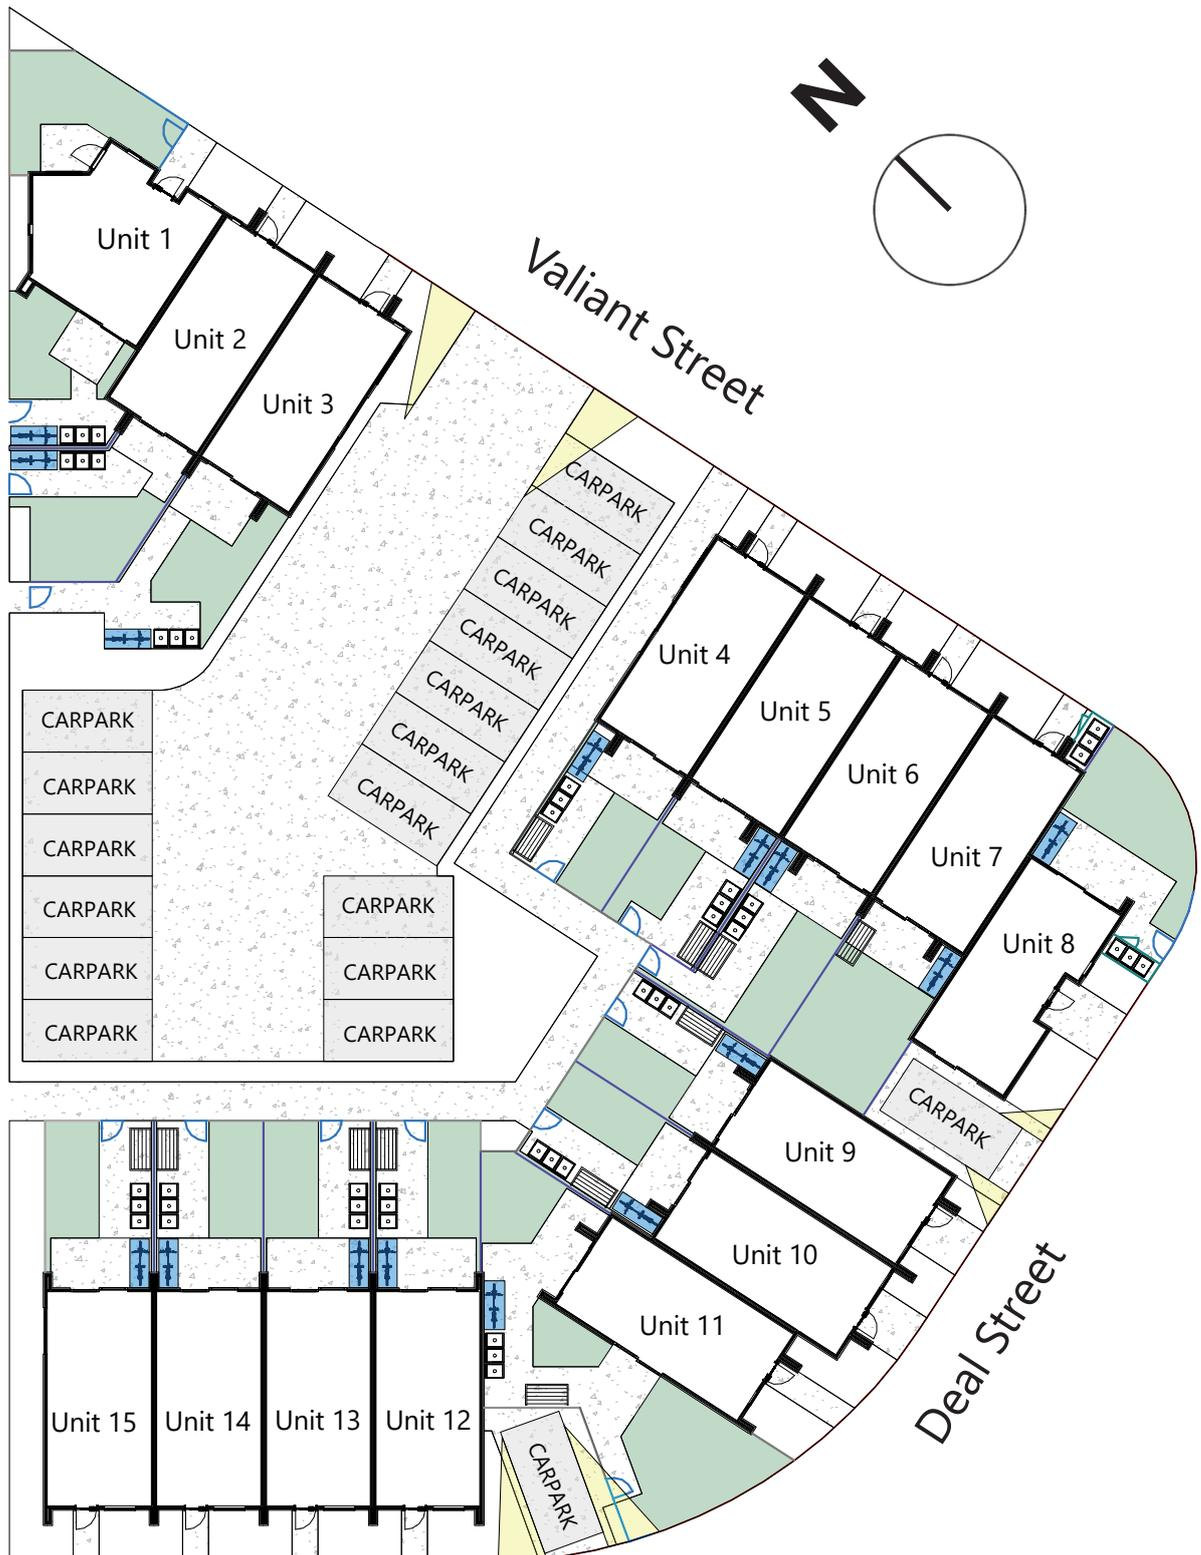 N
Valiant Street
Unit 1
Unit 2
Unit 3
CARPARK
CARPARK
CARPARK
CARPARK
CARPARK
CARPARK
CARPARK
Unit 4
Unit 5
Unit 6
Unit 7
Unit 8
CARPARK
CARPARK
CARPARK
CARPARK
CARPARK
CARPARK
CARPARK
CARPARK
CARPARK
CARPARK
Unit 9
Unit 10
Unit 11
Deal Street
Unit 15
Unit 14
Unit 13
Unit 12
CARPARK